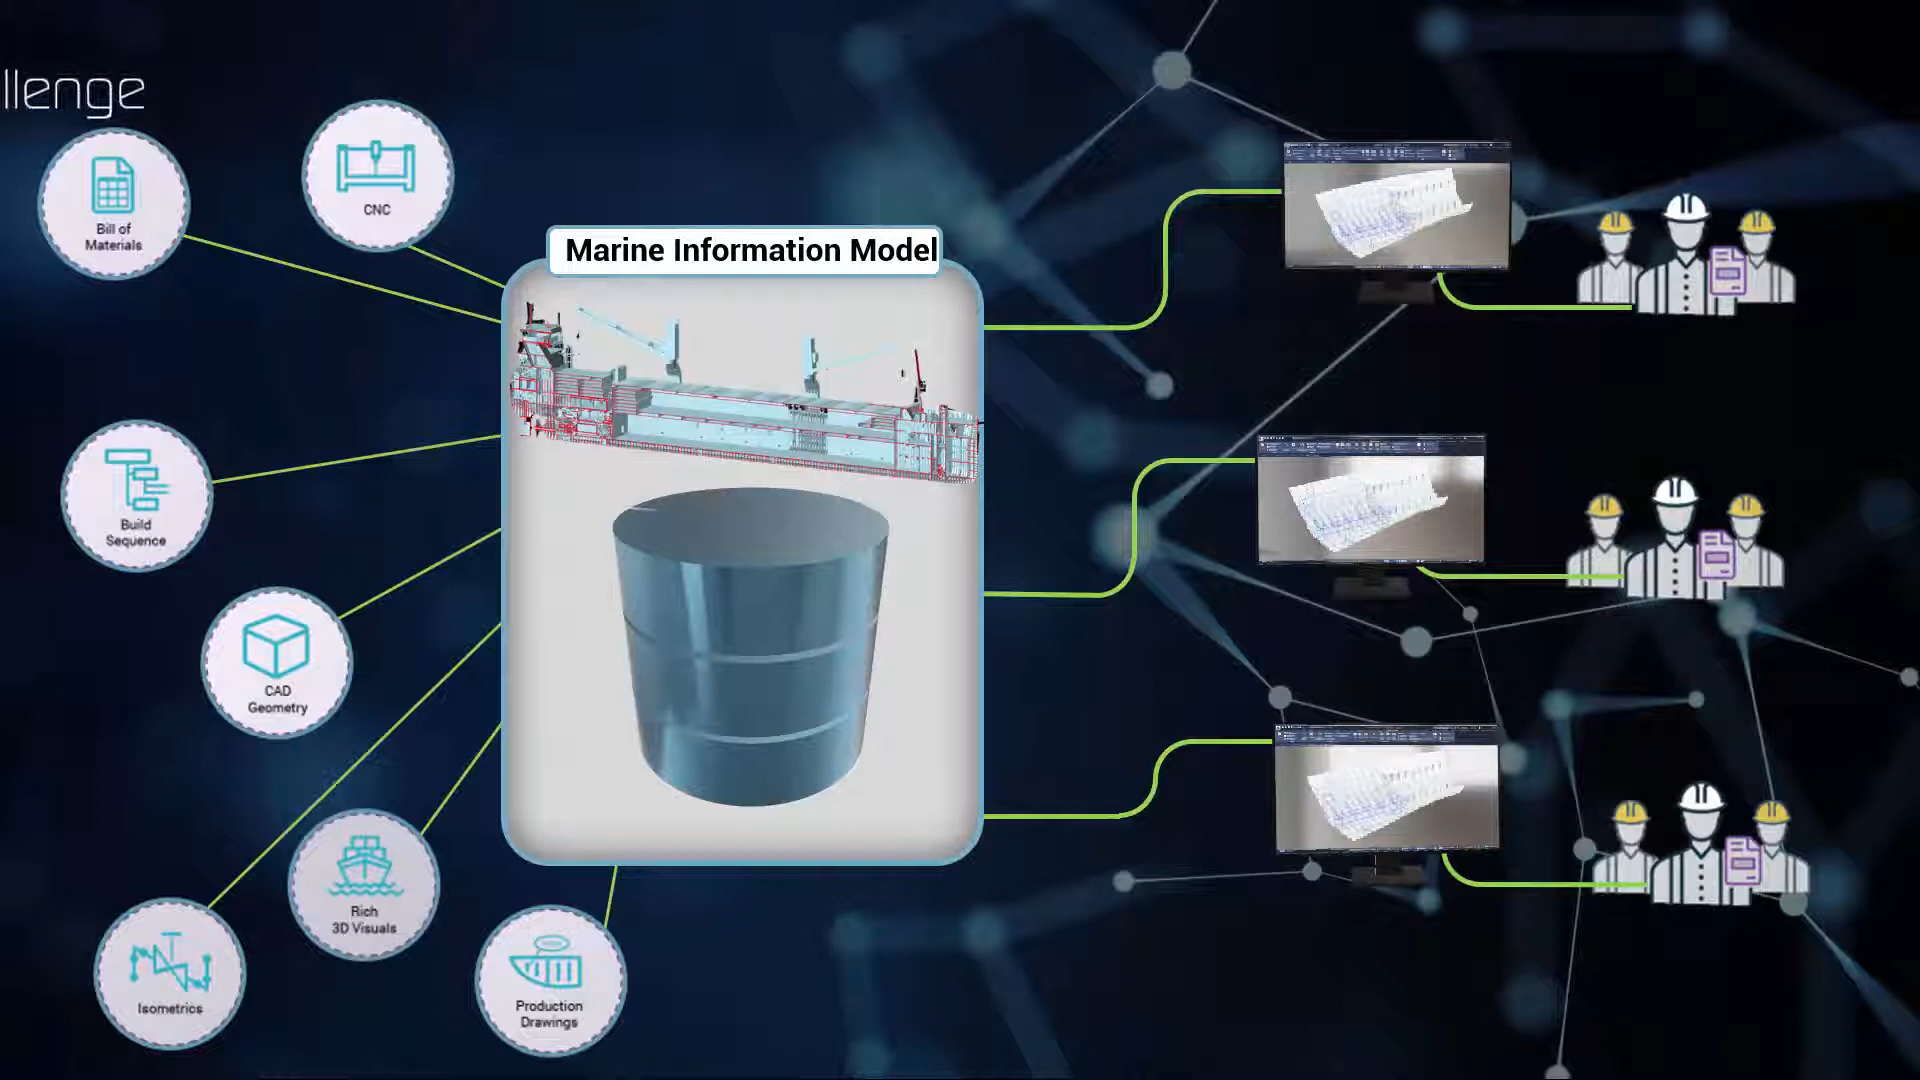 llenge
Bill of
Materials
CNC
Marine Information Model
Build
Sequence
CAD
Geometry
Rich
3D Visuals
Isometrics
Production
Drawings